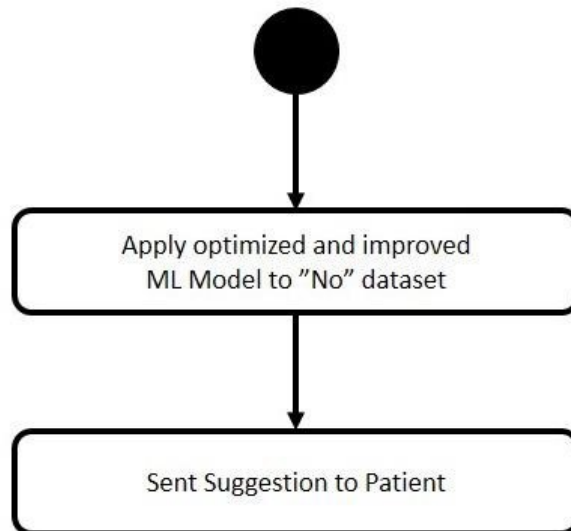 Apply optimized and improved
ML Model to ”No” dataset
Sent Suggestion to Patient